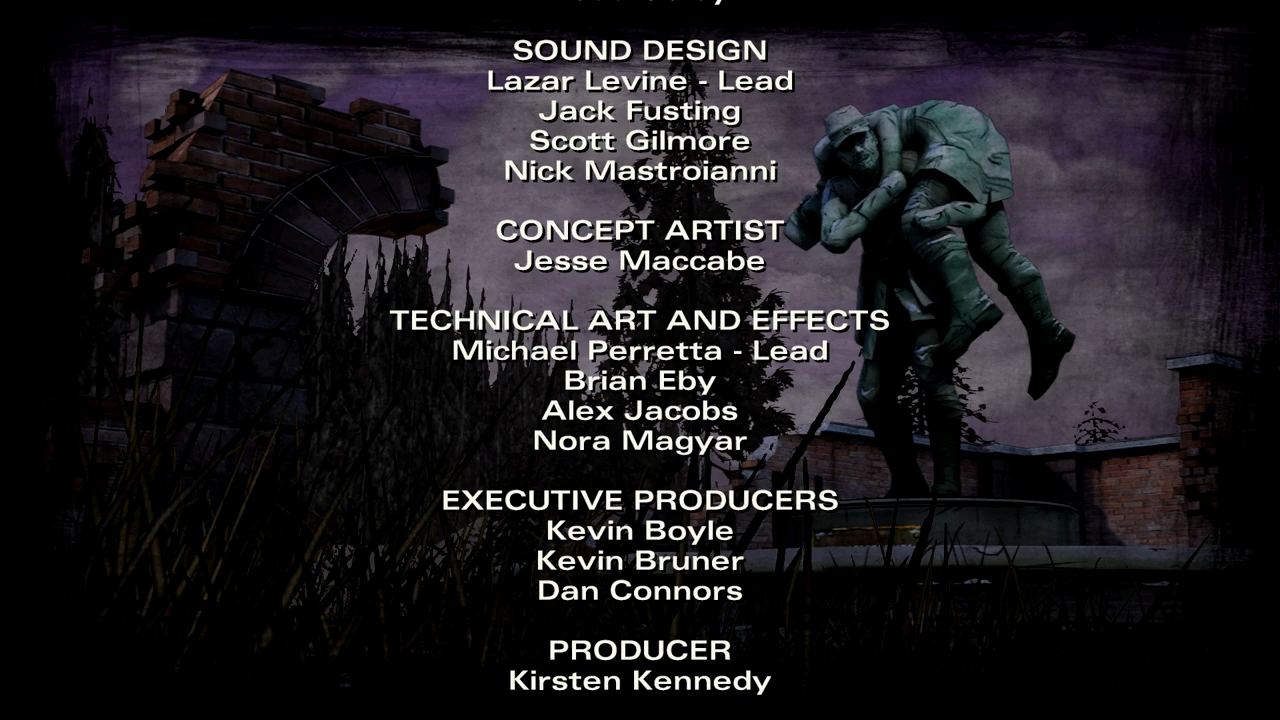 SOUND DESIGN
Lazar Levine - Lead
Jack Fusting
Scott Gilmore
Nick Mastroianni
CONCEPT ARTIST
Jesse Maccabe
TECHNICAL ART AND EFFECTS
Michael Perretta - Lead
Brian Eby
Alex Jacobs
Nora Magyar
EXECUTIVE PRODUCERS
Kevin Boyle
Kevin Bruner
Dan Connors
PRODUCER
Kirsten Kennedy